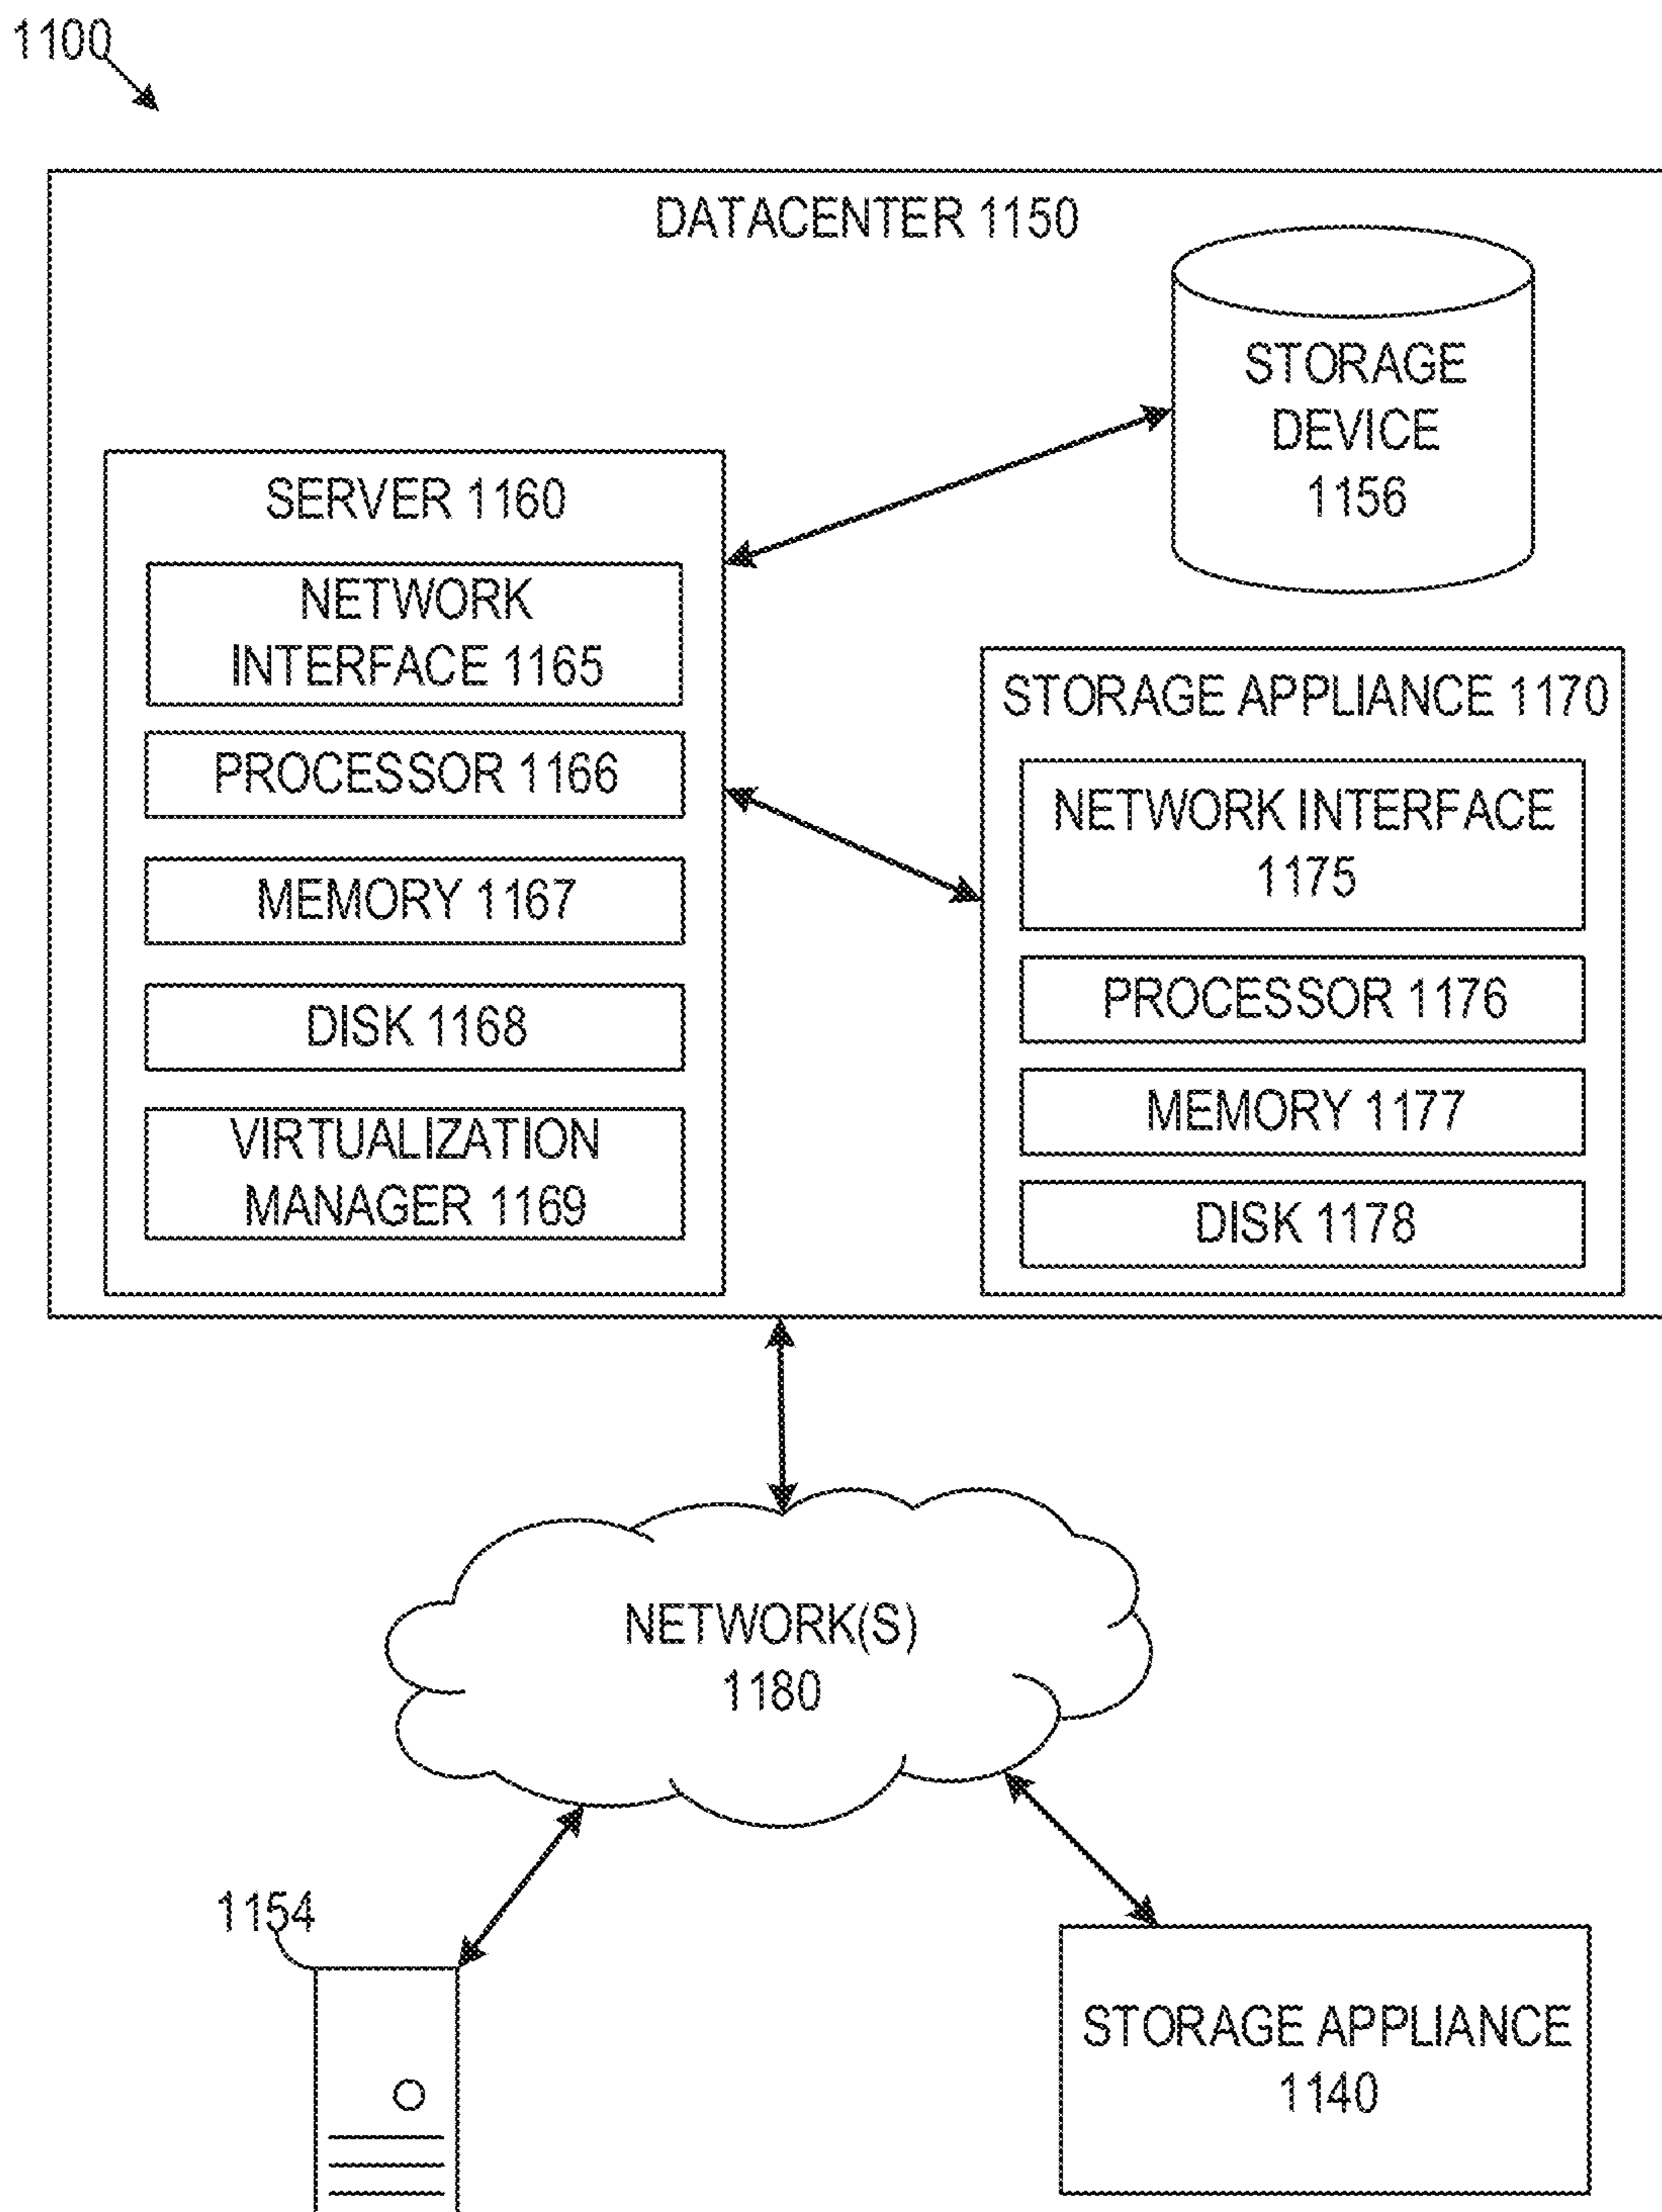 1100
DATACENTER 1150
STORAGE
DEVICE
1156
SERVER 1160
NETWORK
INTERFACE 1165
PROCESSOR 1166
MEMORY 1167
DISK 1168
VIRTUALIZATION
MANAGER 1169
STORAGE APPLIANCE 1170
NETWORK INTERFACE
1175
PROCESSOR 1176
MEMORY 1177
DISK 1178
NETWORK(S)
1180
1154
STORAGE APPLIANCE
1140